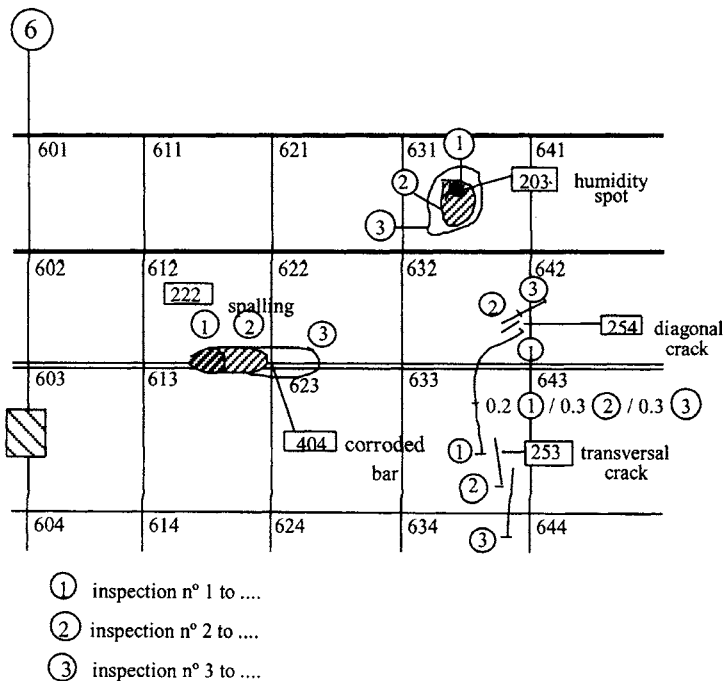 6
601 611 621 631 641
1
2
203
humidity
spot
3
602 612 622 632 642
222
spalling
1 2 3
2 3
254
diagonal
crack
1
603 613 623 633 643
0.2 1 / 0.3 2 / 0.3 3
404
corroded
bar
1
253
transversal
crack
2
604 614 624 634 644
3
1 inspection nº 1 to ....
2 inspection nº 2 to ....
3 inspection nº 3 to ....